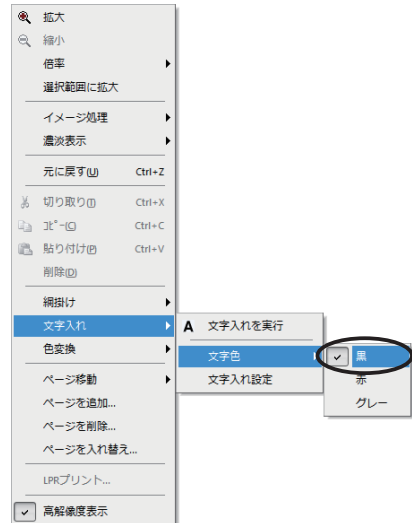 拡大
縮小
倍率
選択範囲に拡大
イメージ処理
濃淡表示
元に戻す(U) Ctrl+Z
切り取り(T) Ctrl+X
ｺﾋﾟｰ(C) Ctrl+C
貼り付け(P) Ctrl+V
削除(D)
網掛け
文字入れ
A 文字入れを実行
色変換
文字色
黒
ページ移動
文字入れ設定
赤
ページを追加...
グレー
ページを削除...
ページを入れ替え...
LPRプリント...
高解像度表示